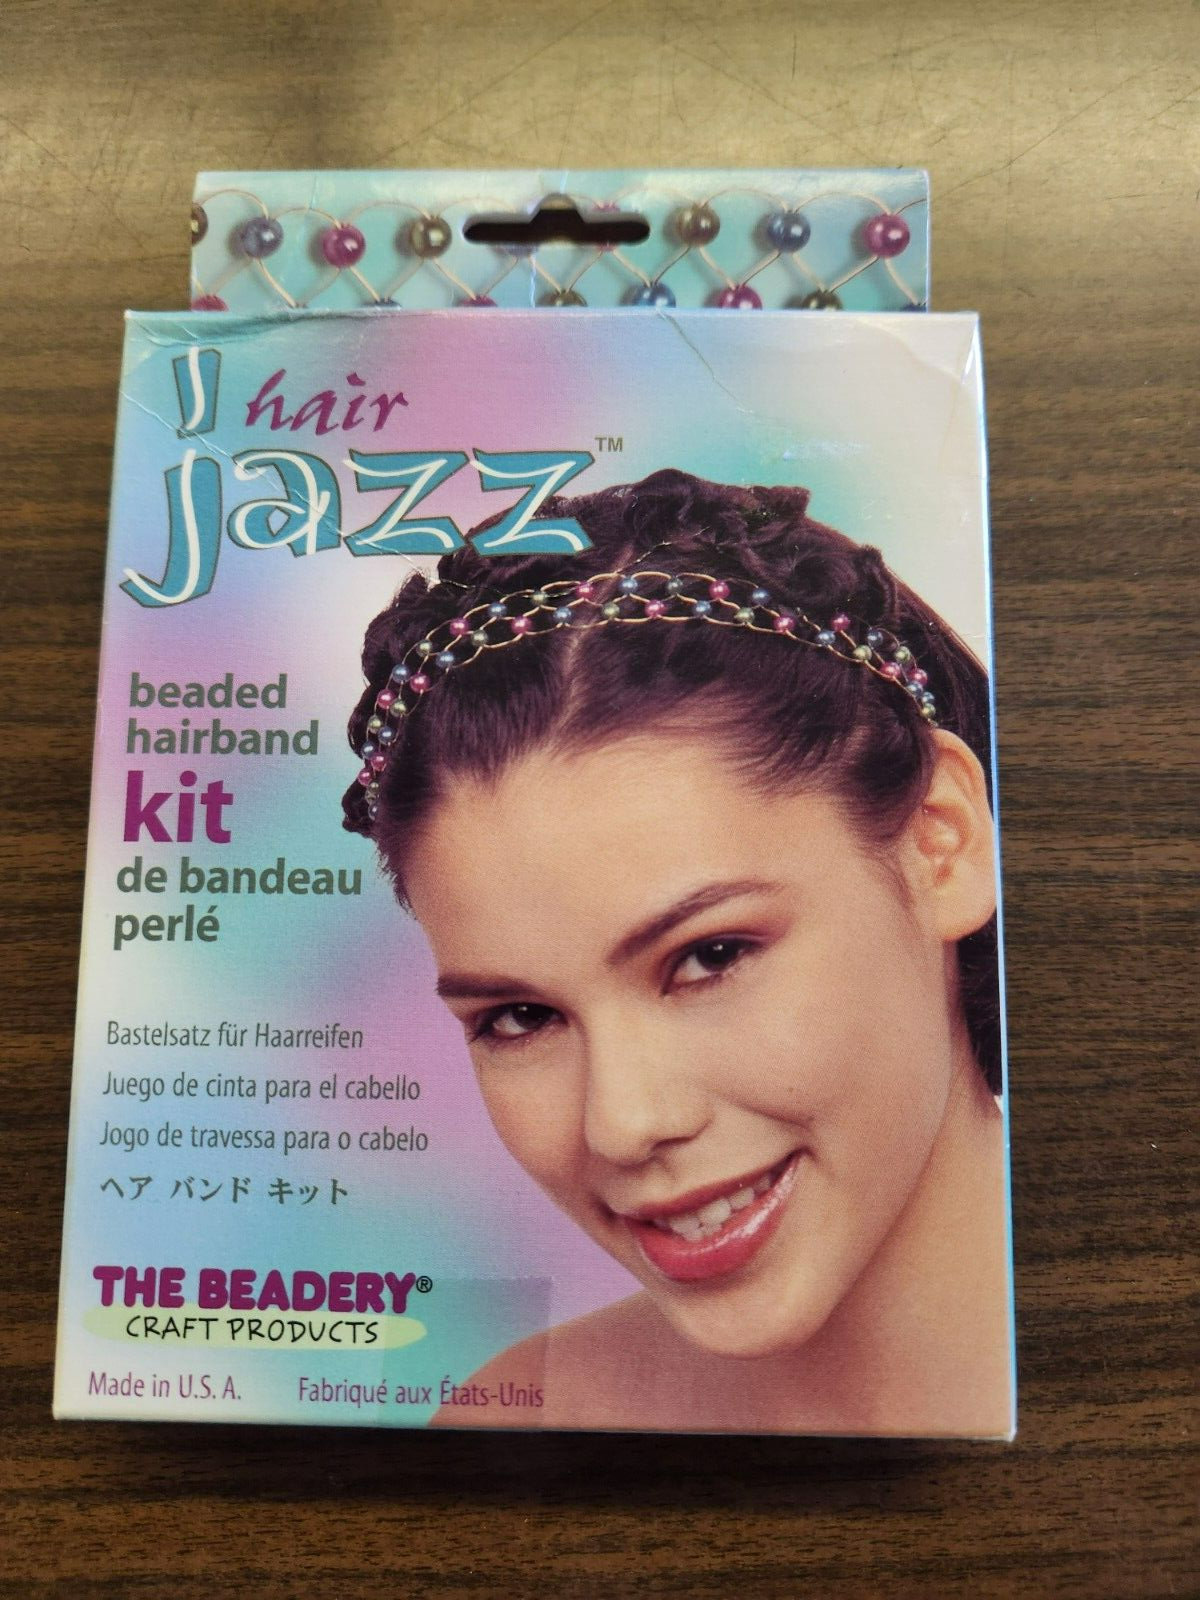 hair
jazz™
beaded
hairband
kit
de bandeau
perlé
Bastelsatz für Haarreifen
Juego de cinta para el cabello
Jogo de travessa para o cabelo
ヘア バンド キット
THE BEADERY®
CRAFT PRODUCTS
Made in U.S.A. Fabriqué aux États-Unis